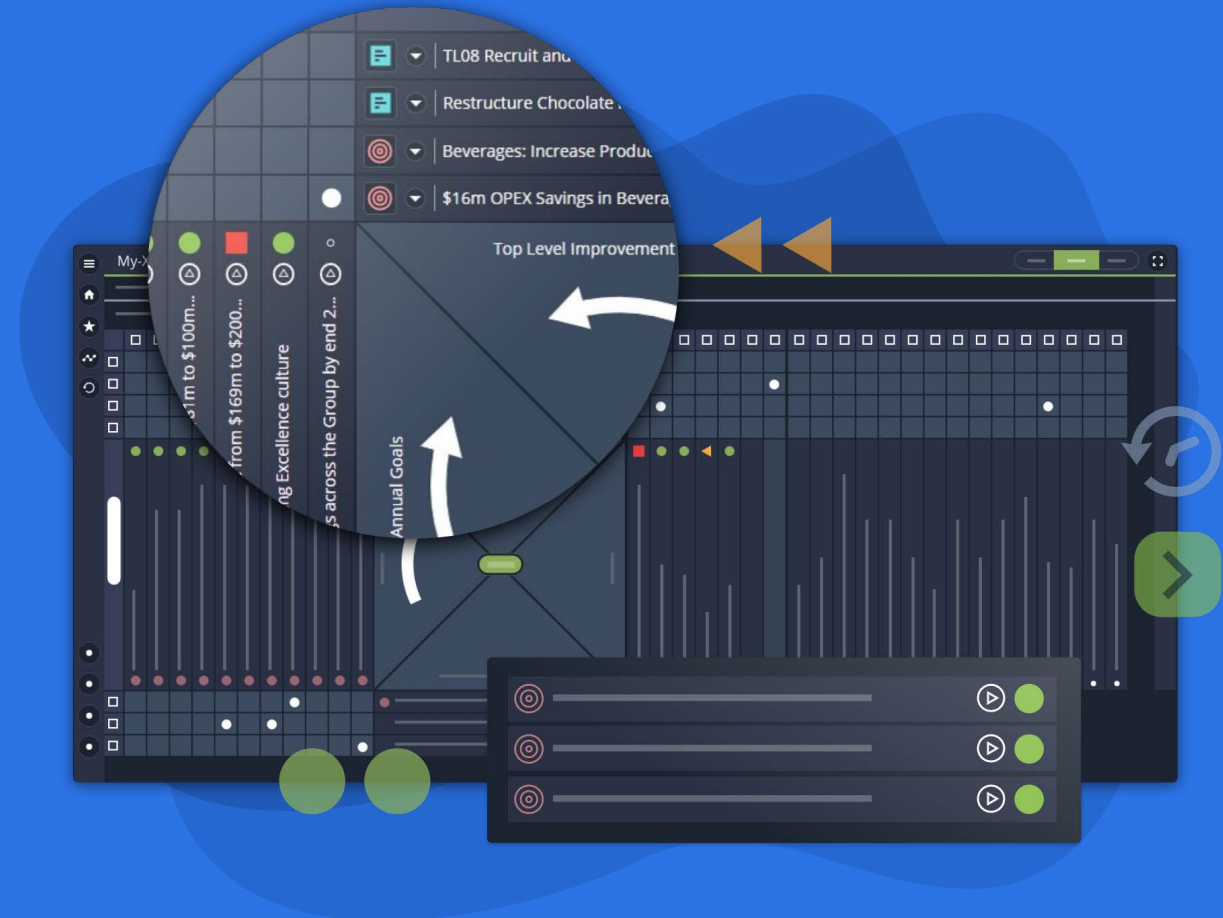 TL08 Recruit and
Restructure Chocolate
Beverages: Increase Produc
$16m OPEX Savings in Bevera
Top Level Improvement
My-X
1m to $100m...
from $169m to $200...
ng Excellence culture
s across the Group by end 2...
Annual Goals